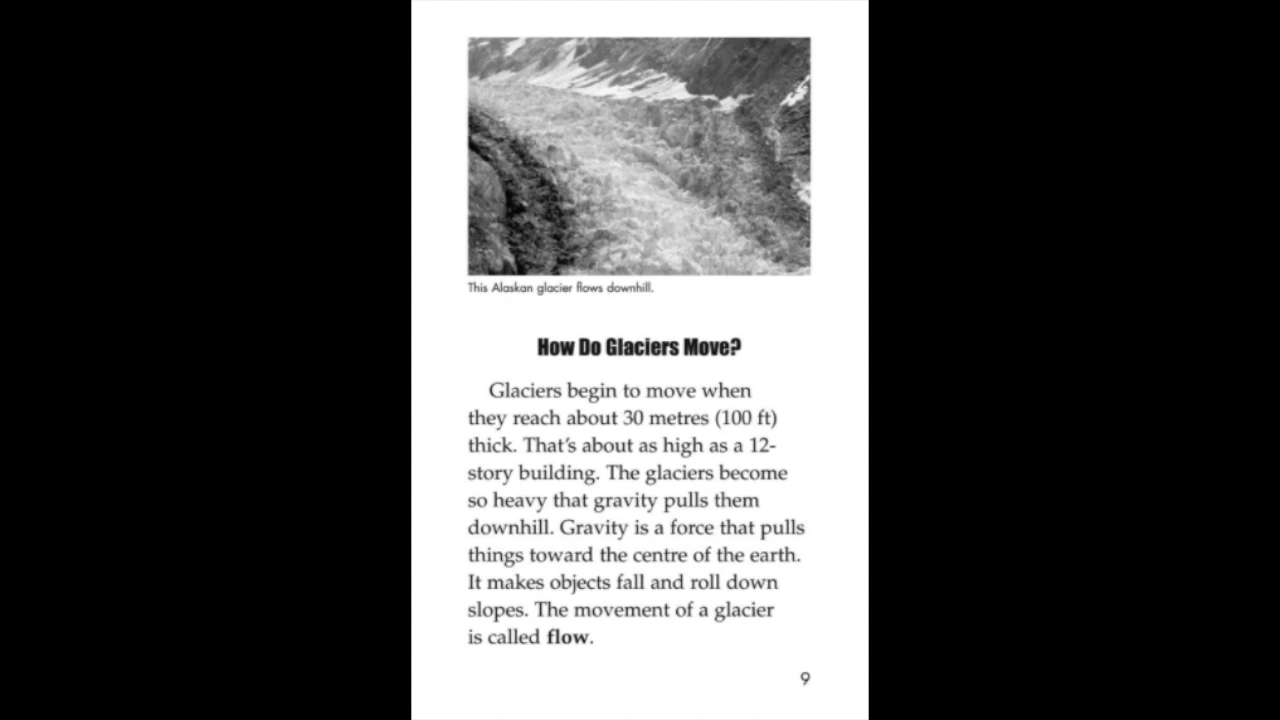 This Alaskan glacier flows downhill.
How Do Glaciers Move?
Glaciers begin to move when
they reach about 30 metres (100 ft)
thick. That's about as high as a 12-
story building. The glaciers become
so heavy that gravity pulls them
downhill. Gravity is a force that pulls
things toward the centre of the earth.
It makes objects fall and roll down
slopes. The movement of a glacier
is called flow.
9